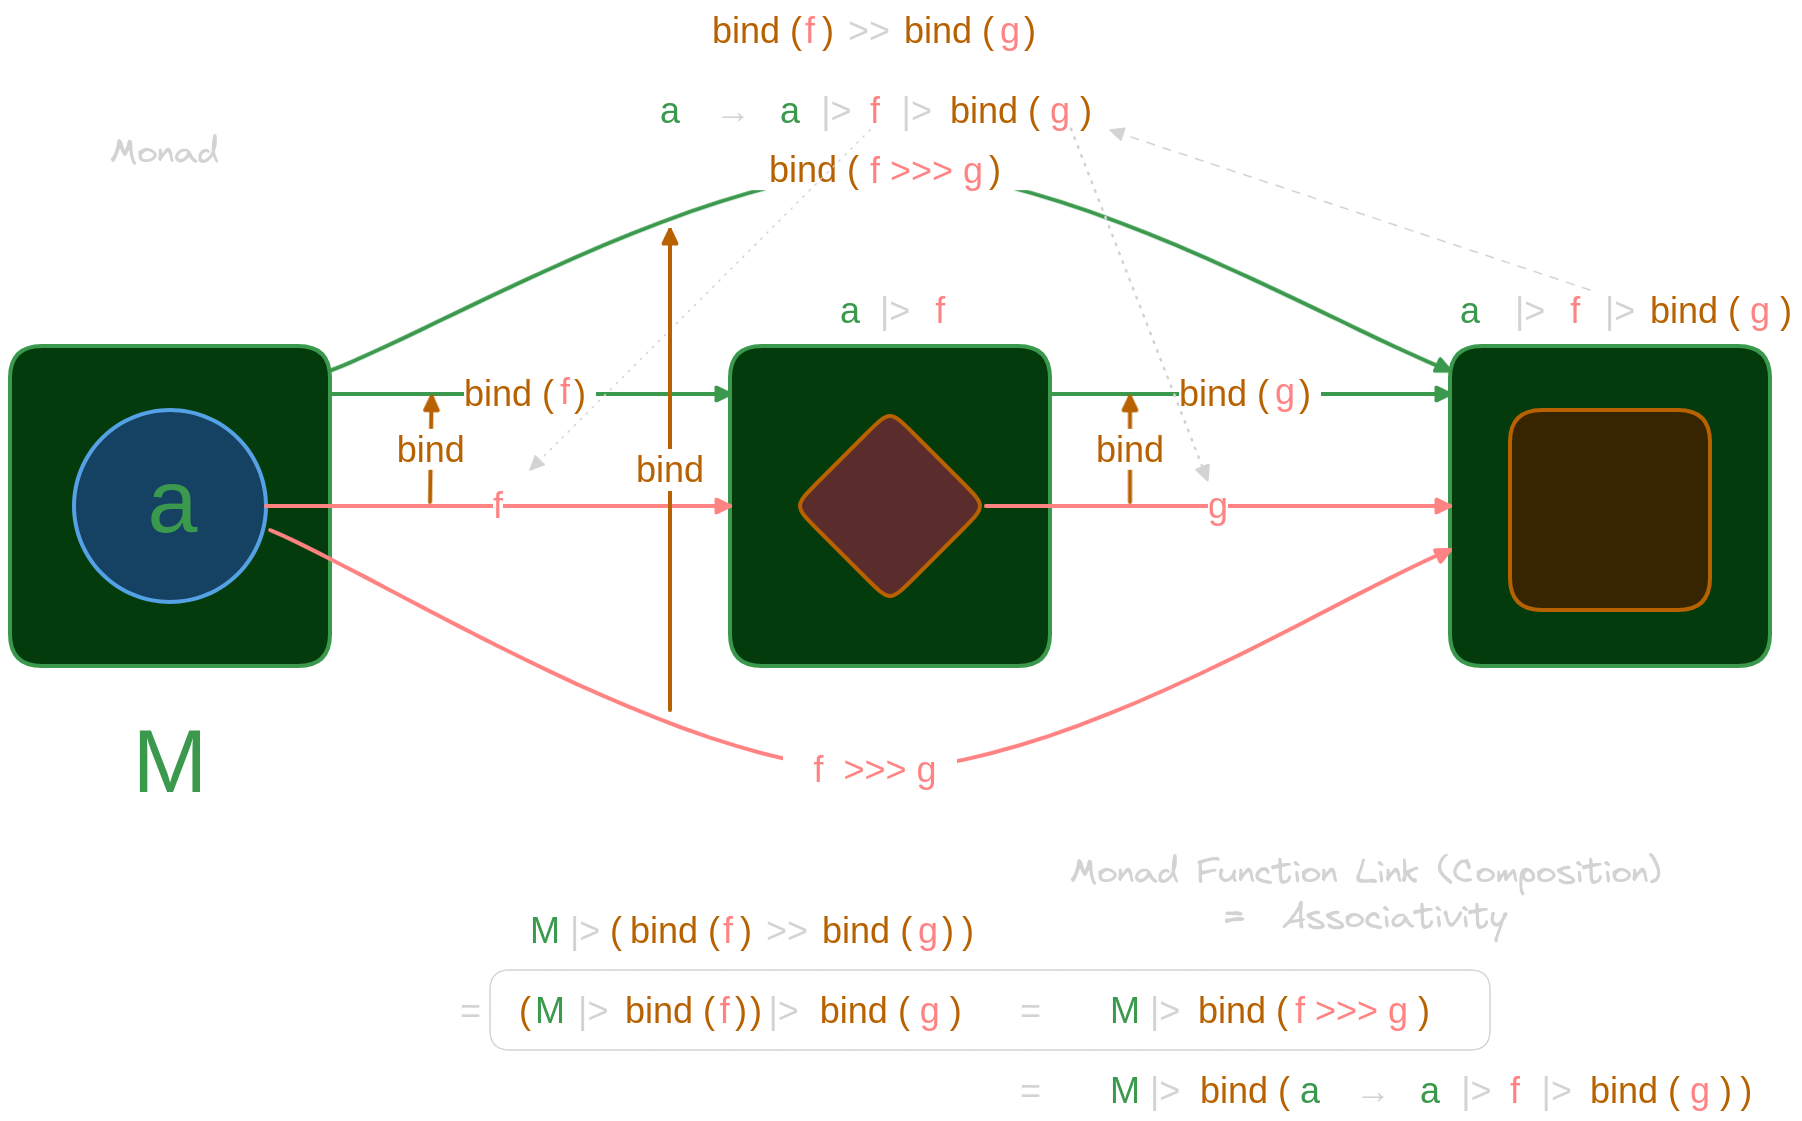 bind (f) >> bind (g)
a → a |> f |> bind (g)
Monad
bind ( f >>> g )
a |> f
a |> f |> bind ( g )
bind (f)
bind (g)
bind
bind
bind
a
f
g
M
f >>> g
Monad Function Link (Composition)
= Associativity
M |> ( bind (f) >> bind (g) )
= (M |> bind (f)) |> bind ( g ) = M |> bind ( f >>> g )
= M |> bind ( a → a |> f |> bind ( g ) )